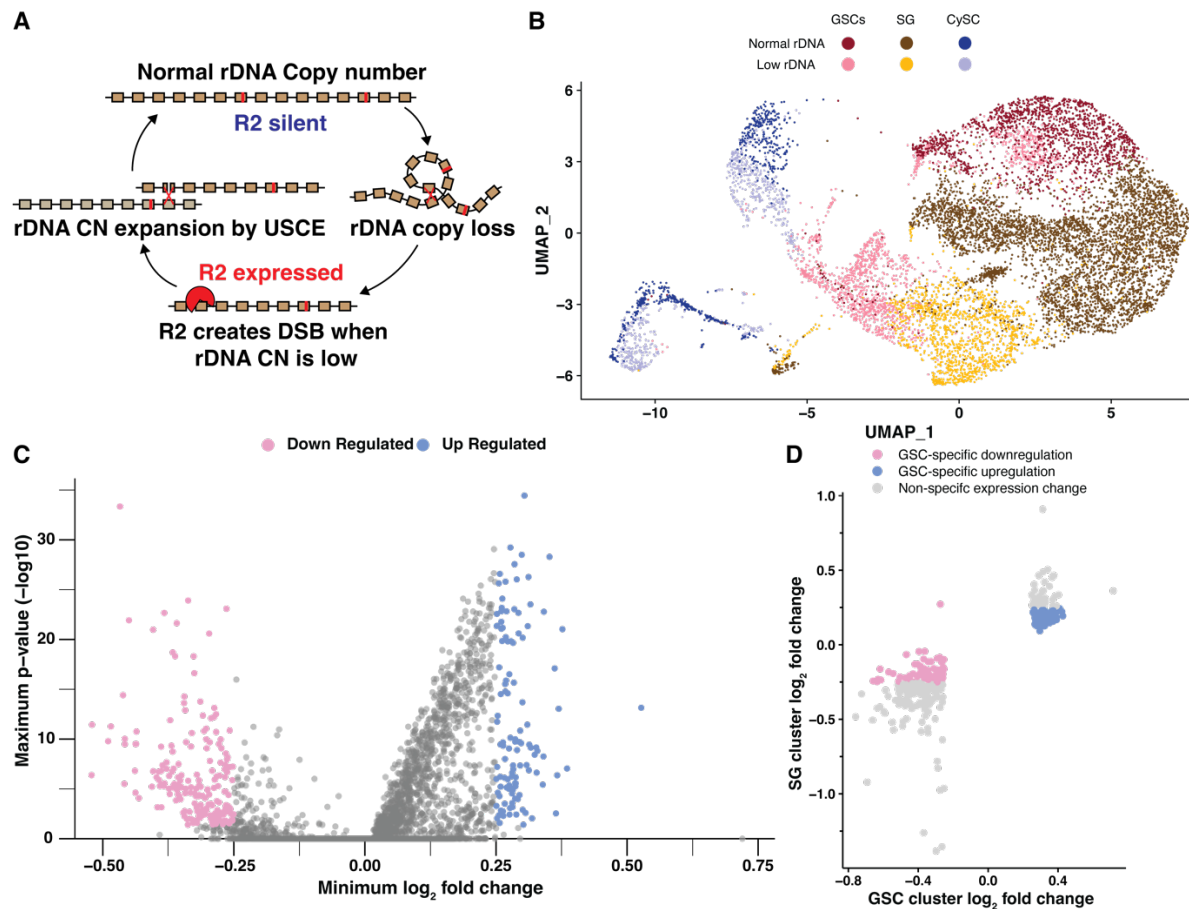 A
Normal rDNA Copy number
R2 silent
rDNA CN expansion by USCE
rDNA copy loss
R2 expressed
R2 creates DSB when
rDNA CN is low
B
GSCs SG CySC
Normal rDNA
Low rDNA
6
3
0
−3
−6
UMAP_2
−10 −5 0 5
UMAP_1
C
Down Regulated Up Regulated
30
20
10
0
Maximum p-value (−log10)
−0.50 −0.25 0.00 0.25 0.50 0.75
Minimum log2 fold change
D
GSC-specific downregulation
GSC-specific upregulation
Non-specifc expression change
1.0
0.5
0.0
−0.5
−1.0
SG cluster log2 fold change
−0.8 −0.4 0.0 0.4
GSC cluster log2 fold change